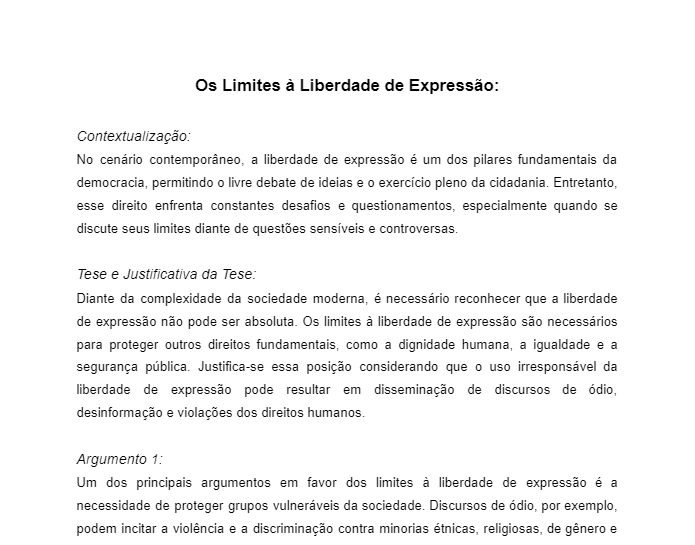 Os Limites à Liberdade de Expressão:
Contextualização:
No cenário contemporâneo, a liberdade de expressão é um dos pilares fundamentais da
democracia, permitindo o livre debate de ideias e o exercício pleno da cidadania. Entretanto,
esse direito enfrenta constantes desafios e questionamentos, especialmente quando se
discute seus limites diante de questões sensíveis e controversas.
Tese e Justificativa da Tese:
Diante da complexidade da sociedade moderna, é necessário reconhecer que a liberdade
de expressão não pode ser absoluta. Os limites à liberdade de expressão são necessários
para proteger outros direitos fundamentais, como a dignidade humana, a igualdade e a
segurança pública. Justifica-se essa posição considerando que o uso irresponsável da
liberdade de expressão pode resultar em disseminação de discursos de ódio,
desinformação e violações dos direitos humanos.
Argumento 1:
Um dos principais argumentos em favor dos limites à liberdade de expressão é a
necessidade de proteger grupos vulneráveis da sociedade. Discursos de ódio, por exemplo,
podem incitar a violência e a discriminação contra minorias étnicas, religiosas, de gênero e